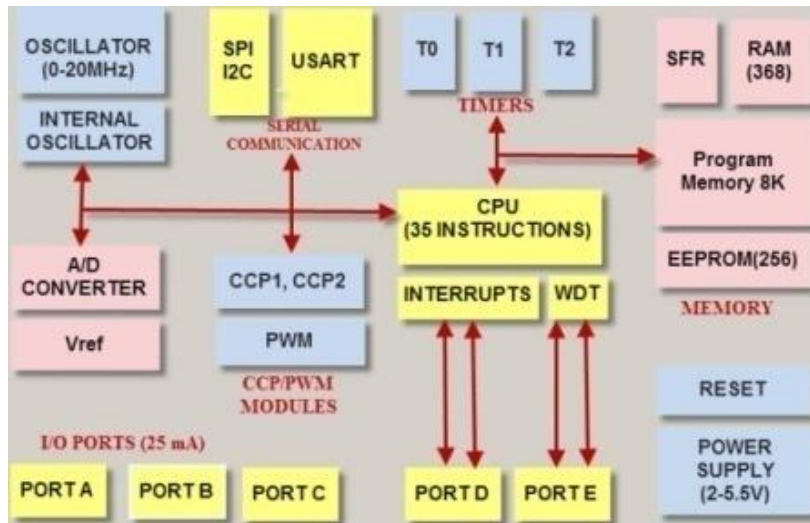 OSCILLATOR
(0-20MHz)
SPI
I2C
USART
T0
T1
T2
SFR
RAM
(368)
TIMERS
INTERNAL
OSCILLATOR
SERIAL
COMMUNICATION
Program
Memory 8K
CPU
(35 INSTRUCTIONS)
A/D
CONVERTER
CCP1, CCP2
INTERRUPTS
WDT
EEPROM(256)
MEMORY
Vref
PWM
CCP/PWM
MODULES
RESET
I/O PORTS (25 mA)
POWER
SUPPLY
(2-5.5V)
PORT A
PORT B
PORT C
PORT D
PORT E